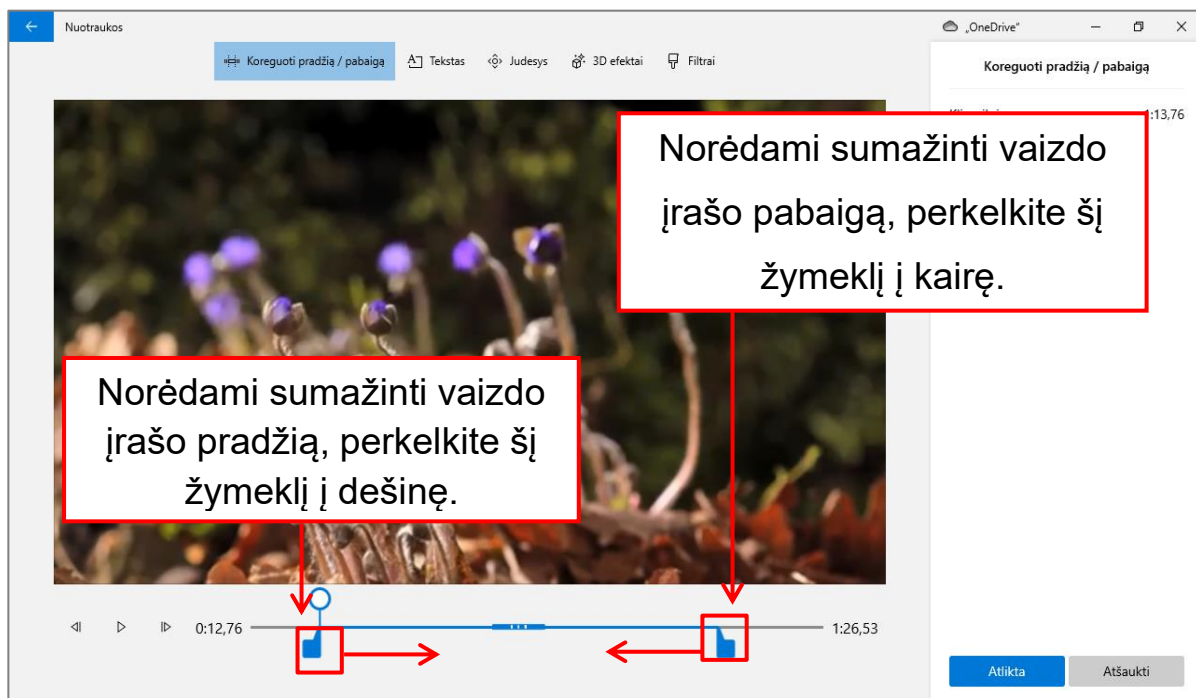 Nuotraukos
„OneDrive“
Koreguoti pradžią / pabaigą
Tekstas
Judesys
3D efektai
Filtrai
Koreguoti pradžią / pabaigą
1:13,76
Norėdami sumažinti vaizdo
įrašo pabaigą, perkelkite šį
žymeklį į kairę.
Norėdami sumažinti vaizdo
įrašo pradžią, perkelkite šį
žymeklį į dešinę.
0:12,76
1:26,53
Atlikta
Atšaukti